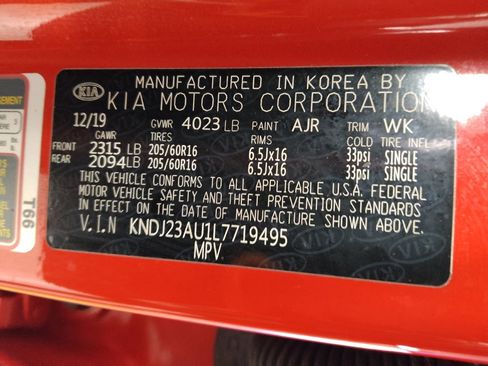 MANUFACTURED IN KOREA BY
KIA KIA MOTORS CORPORATION
12/19 GVWR 4023 LB PAINT AJR TRIM WK
GAWR TIRES RIMS COLD TIRE INFL
FRONT 2315 LB 205/60R16 6.5Jx16 33psi SINGLE
REAR 2094LB 205/60R16 6.5Jx16 33psi SINGLE
THIS VEHICLE CONFORMS TO ALL APPLICABLE U.S.A. FEDERAL
MOTOR VEHICLE SAFETY AND THEFT PREVENTION STANDARDS
IN EFFECT ON THE DATE OF MANUFACTURE SHOWN ABOVE.
V.I.N KNDJ23AU1L7719495
MPV
T66